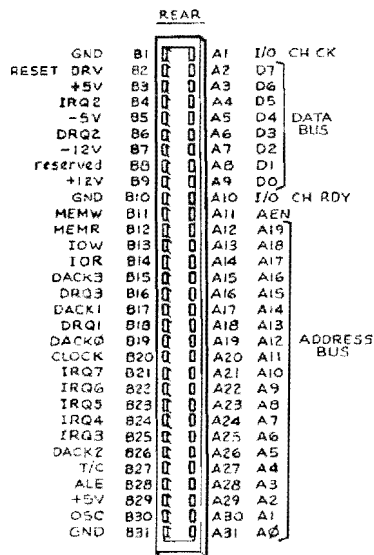 REAR
GND B1 A1 I/O CH CK
RESET DRV B2 A2 D7
+5V B3 A3 D6
IRQ2 B4 A4 D5
-5V B5 A5 D4 DATA
DRQ2 B6 A6 D3 BUS
-12V B7 A7 D2
reserved B8 A8 D1
+12V B9 A9 D0
GND B10 A10 I/O CH RDY
MEMW B11 A11 AEN
MEMR B12 A12 A19
IOW B13 A13 A18
IOR B14 A14 A17
DACK3 B15 A15 A16
DRQ3 B16 A16 A15
DACK1 B17 A17 A14
DRQ1 B18 A18 A13
DACKØ B19 A19 A12 ADDRESS
CLOCK B20 A20 A11 BUS
IRQ7 B21 A21 A10
IRQ6 B22 A22 A9
IRQ5 B23 A23 A8
IRQ4 B24 A24 A7
IRQ3 B25 A25 A6
DACK2 B26 A26 A5
T/C B27 A27 A4
ALE B28 A28 A3
+5V B29 A29 A2
OSC B30 A30 A1
GND B31 A31 AØ